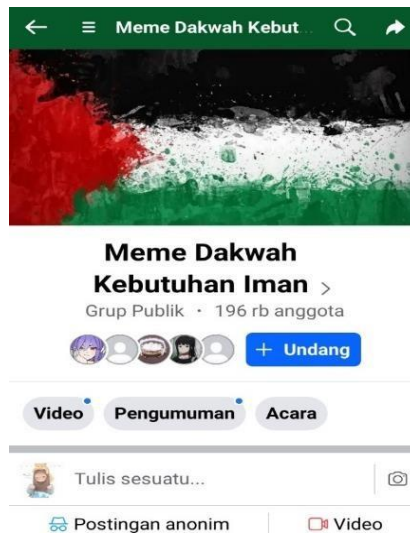 Meme Dakwah Kebut...
Meme Dakwah
Kebutuhan Iman >
Grup Publik · 196 rb anggota
+ Undang
Video Pengumuman Acara
Tulis sesuatu...
Postingan anonim Video